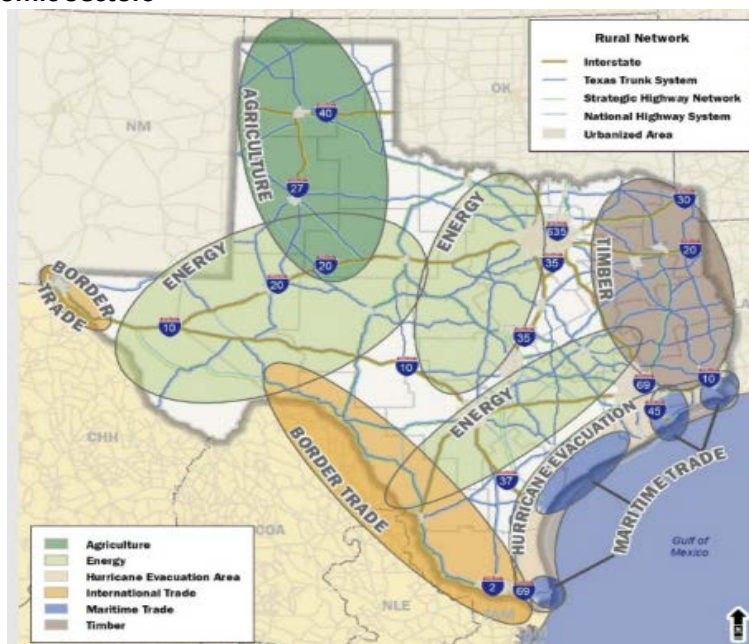 Rural Network
Interstate
Texas Trunk System
Strategic Highway Network
National Highway System
Urbanized Area
OK
NM
AGRICULTURE
40
27
ENERGY
ENERGY
635
30
20
35
TIMBER
BORDER
TRADE
20
20
10
35
10
69
10
45
ENERGY
HURRICANE EVACUATION
CHH
BORDER TRADE
37
MARITIME TRADE
COA
Gulf of
Mexico
NLE
2
69
TAM
Agriculture
Energy
Hurricane Evacuation Area
International Trade
Maritime Trade
Timber